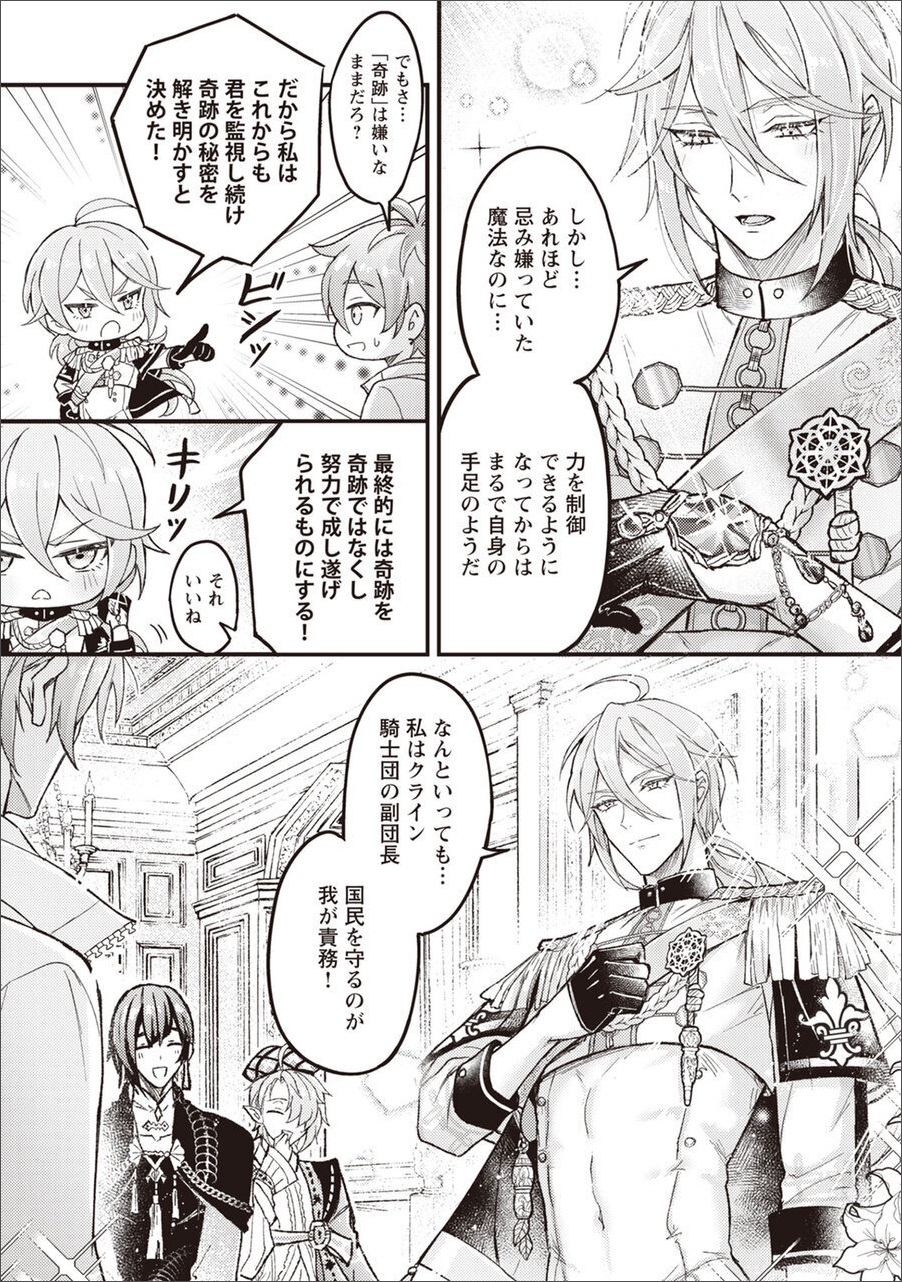 しかし…
あれほど
忌み嫌っていた
魔法なのに…
力を制御
できるように
なってからは
まるで自身の
手足のようだ
でもさ…
「奇跡」は嫌いな
ままだろ？
だから私は
これからも
君を監視し続け
奇跡の秘密を
解き明かすと
決めた！
ビシッ
最終的には奇跡を
奇跡ではなくし
努力で成し遂げ
られるものにする！
キリッ
それ
いいね
なんといっても…
私はクライン
騎士団の副団長
国民を守るのが
我が責務！